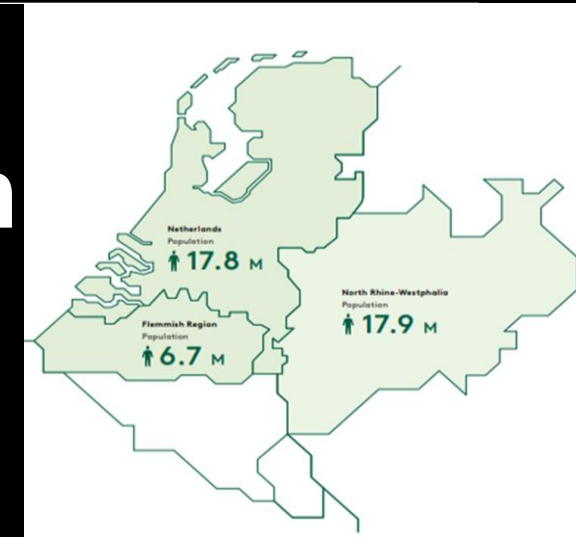 Netherlands
Population
17.8 M
North Rhine-Westphalia
Population
17.9 M
Flemmish Region
Population
6.7 M